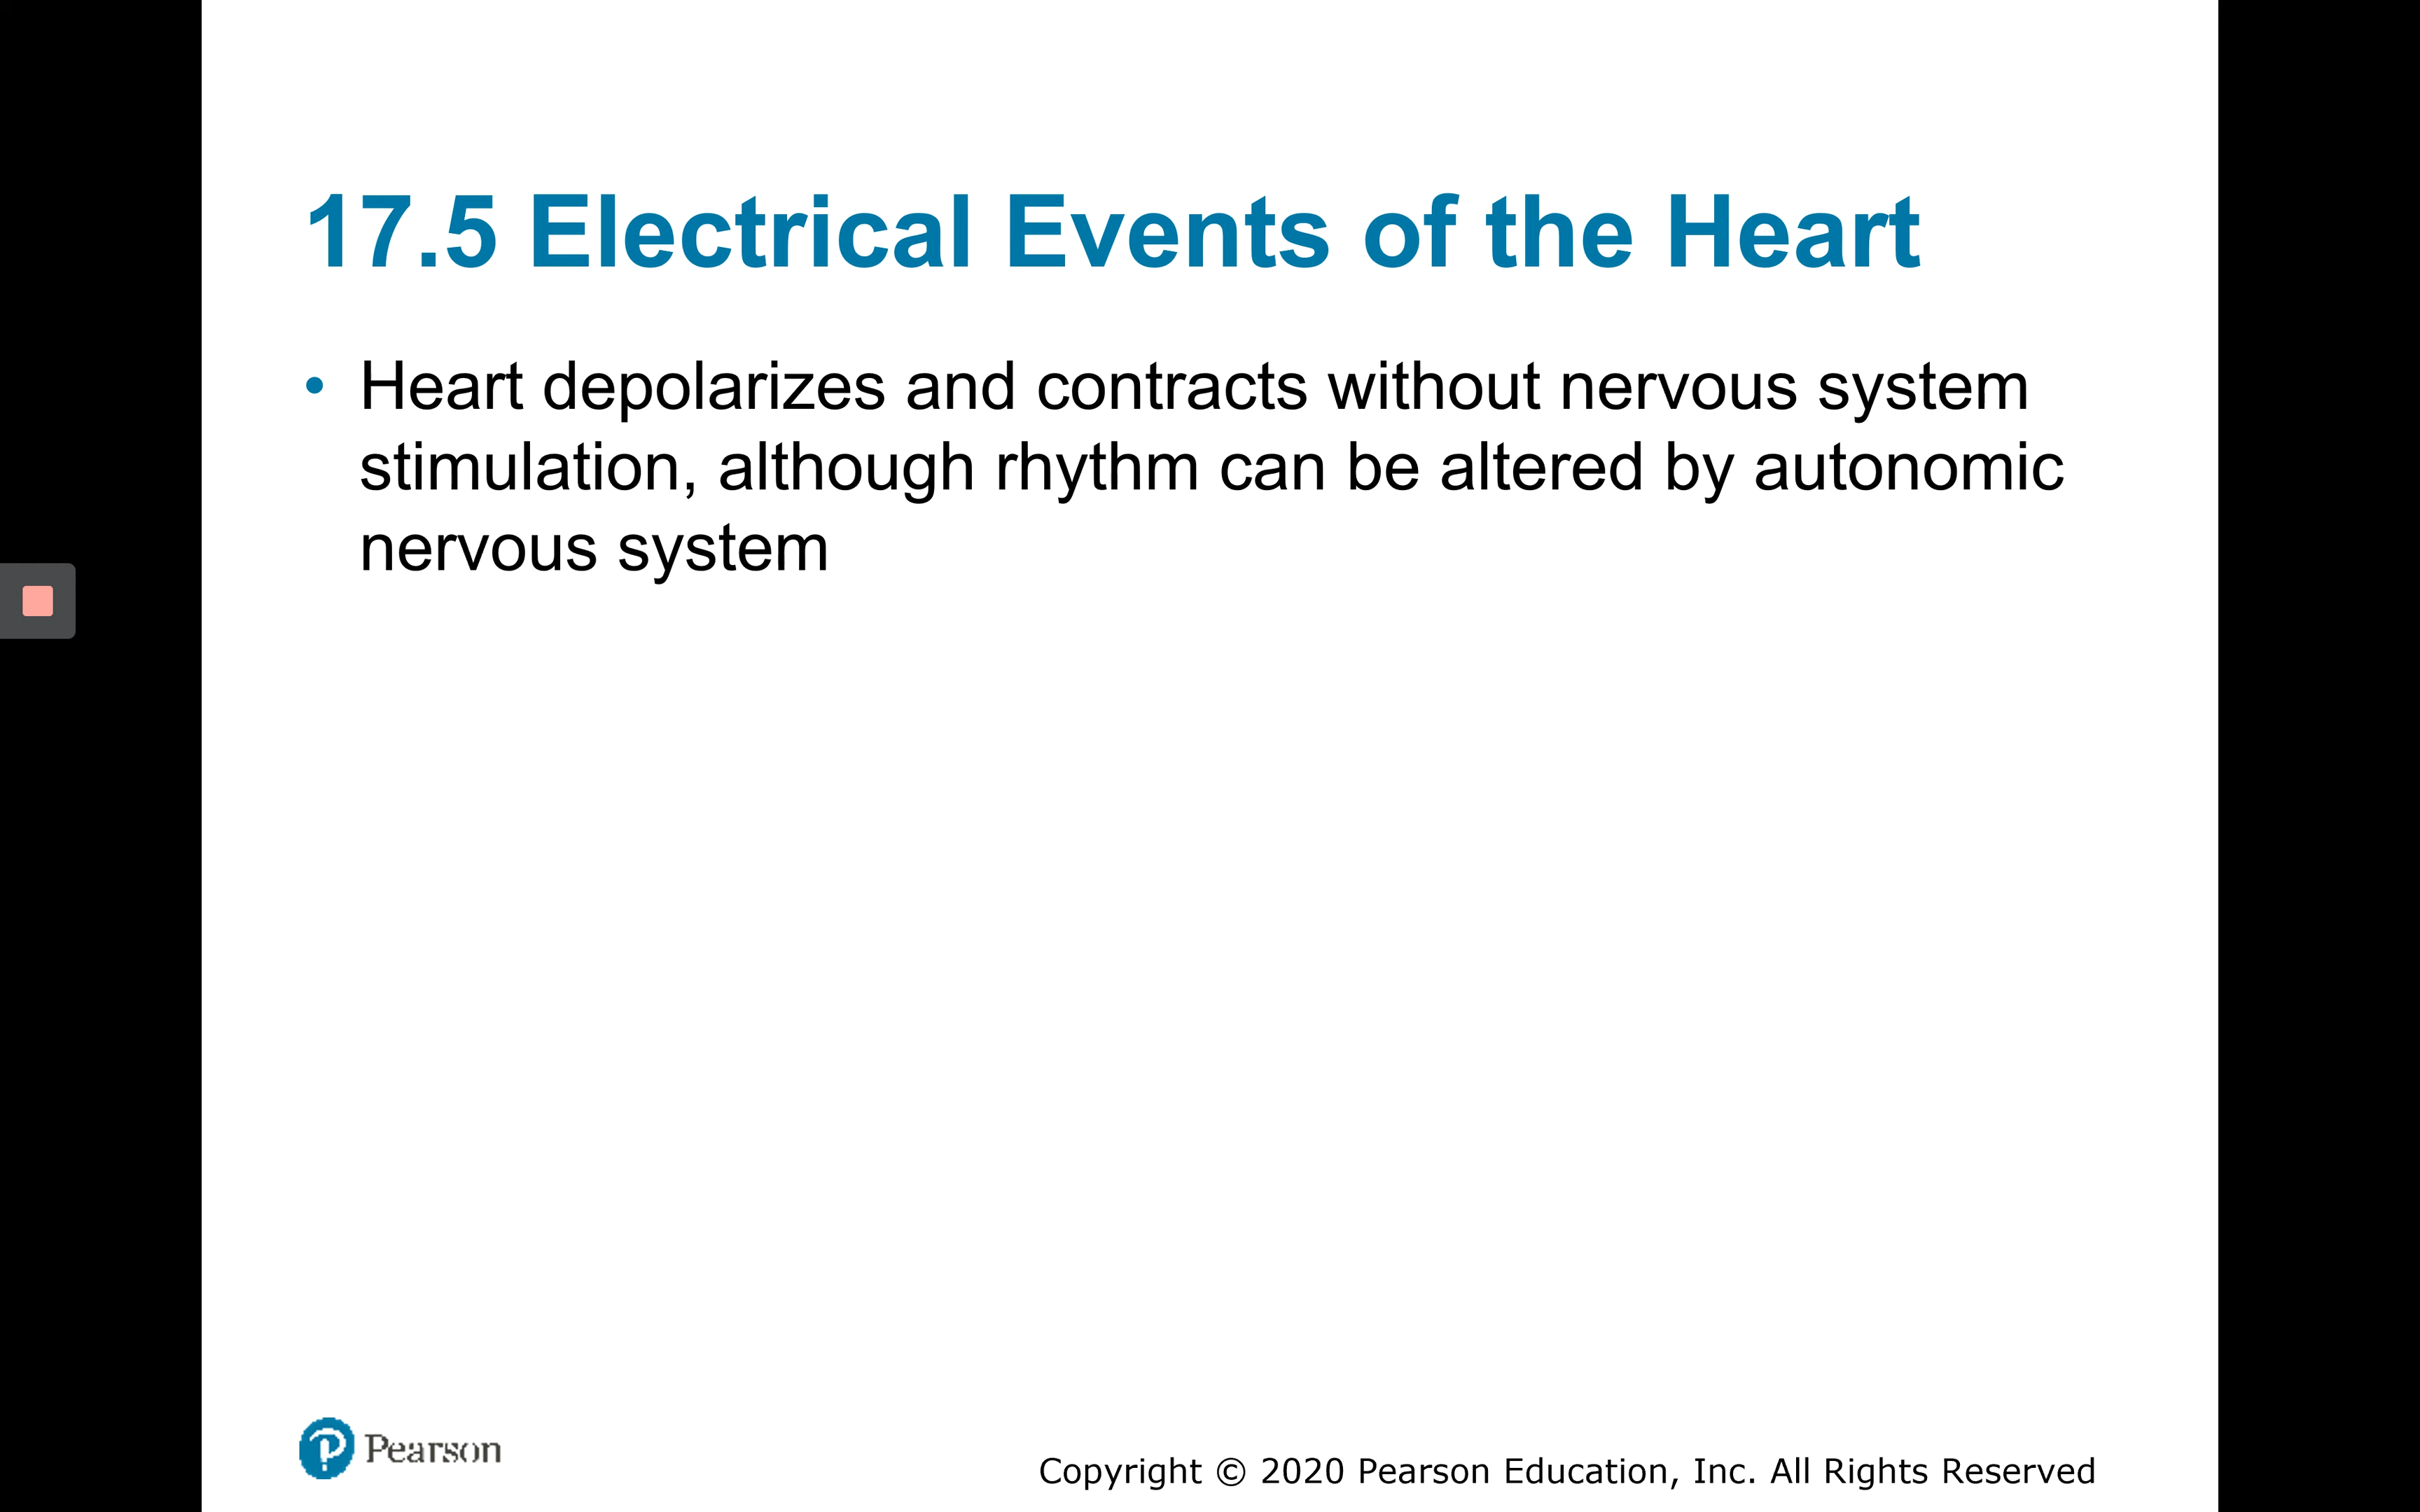 17.5 Electrical Events of the Heart
• Heart depolarizes and contracts without nervous system
stimulation, although rhythm can be altered by autonomic
nervous system
Pearson
Copyright © 2020 Pearson Education, Inc. All Rights Reserved